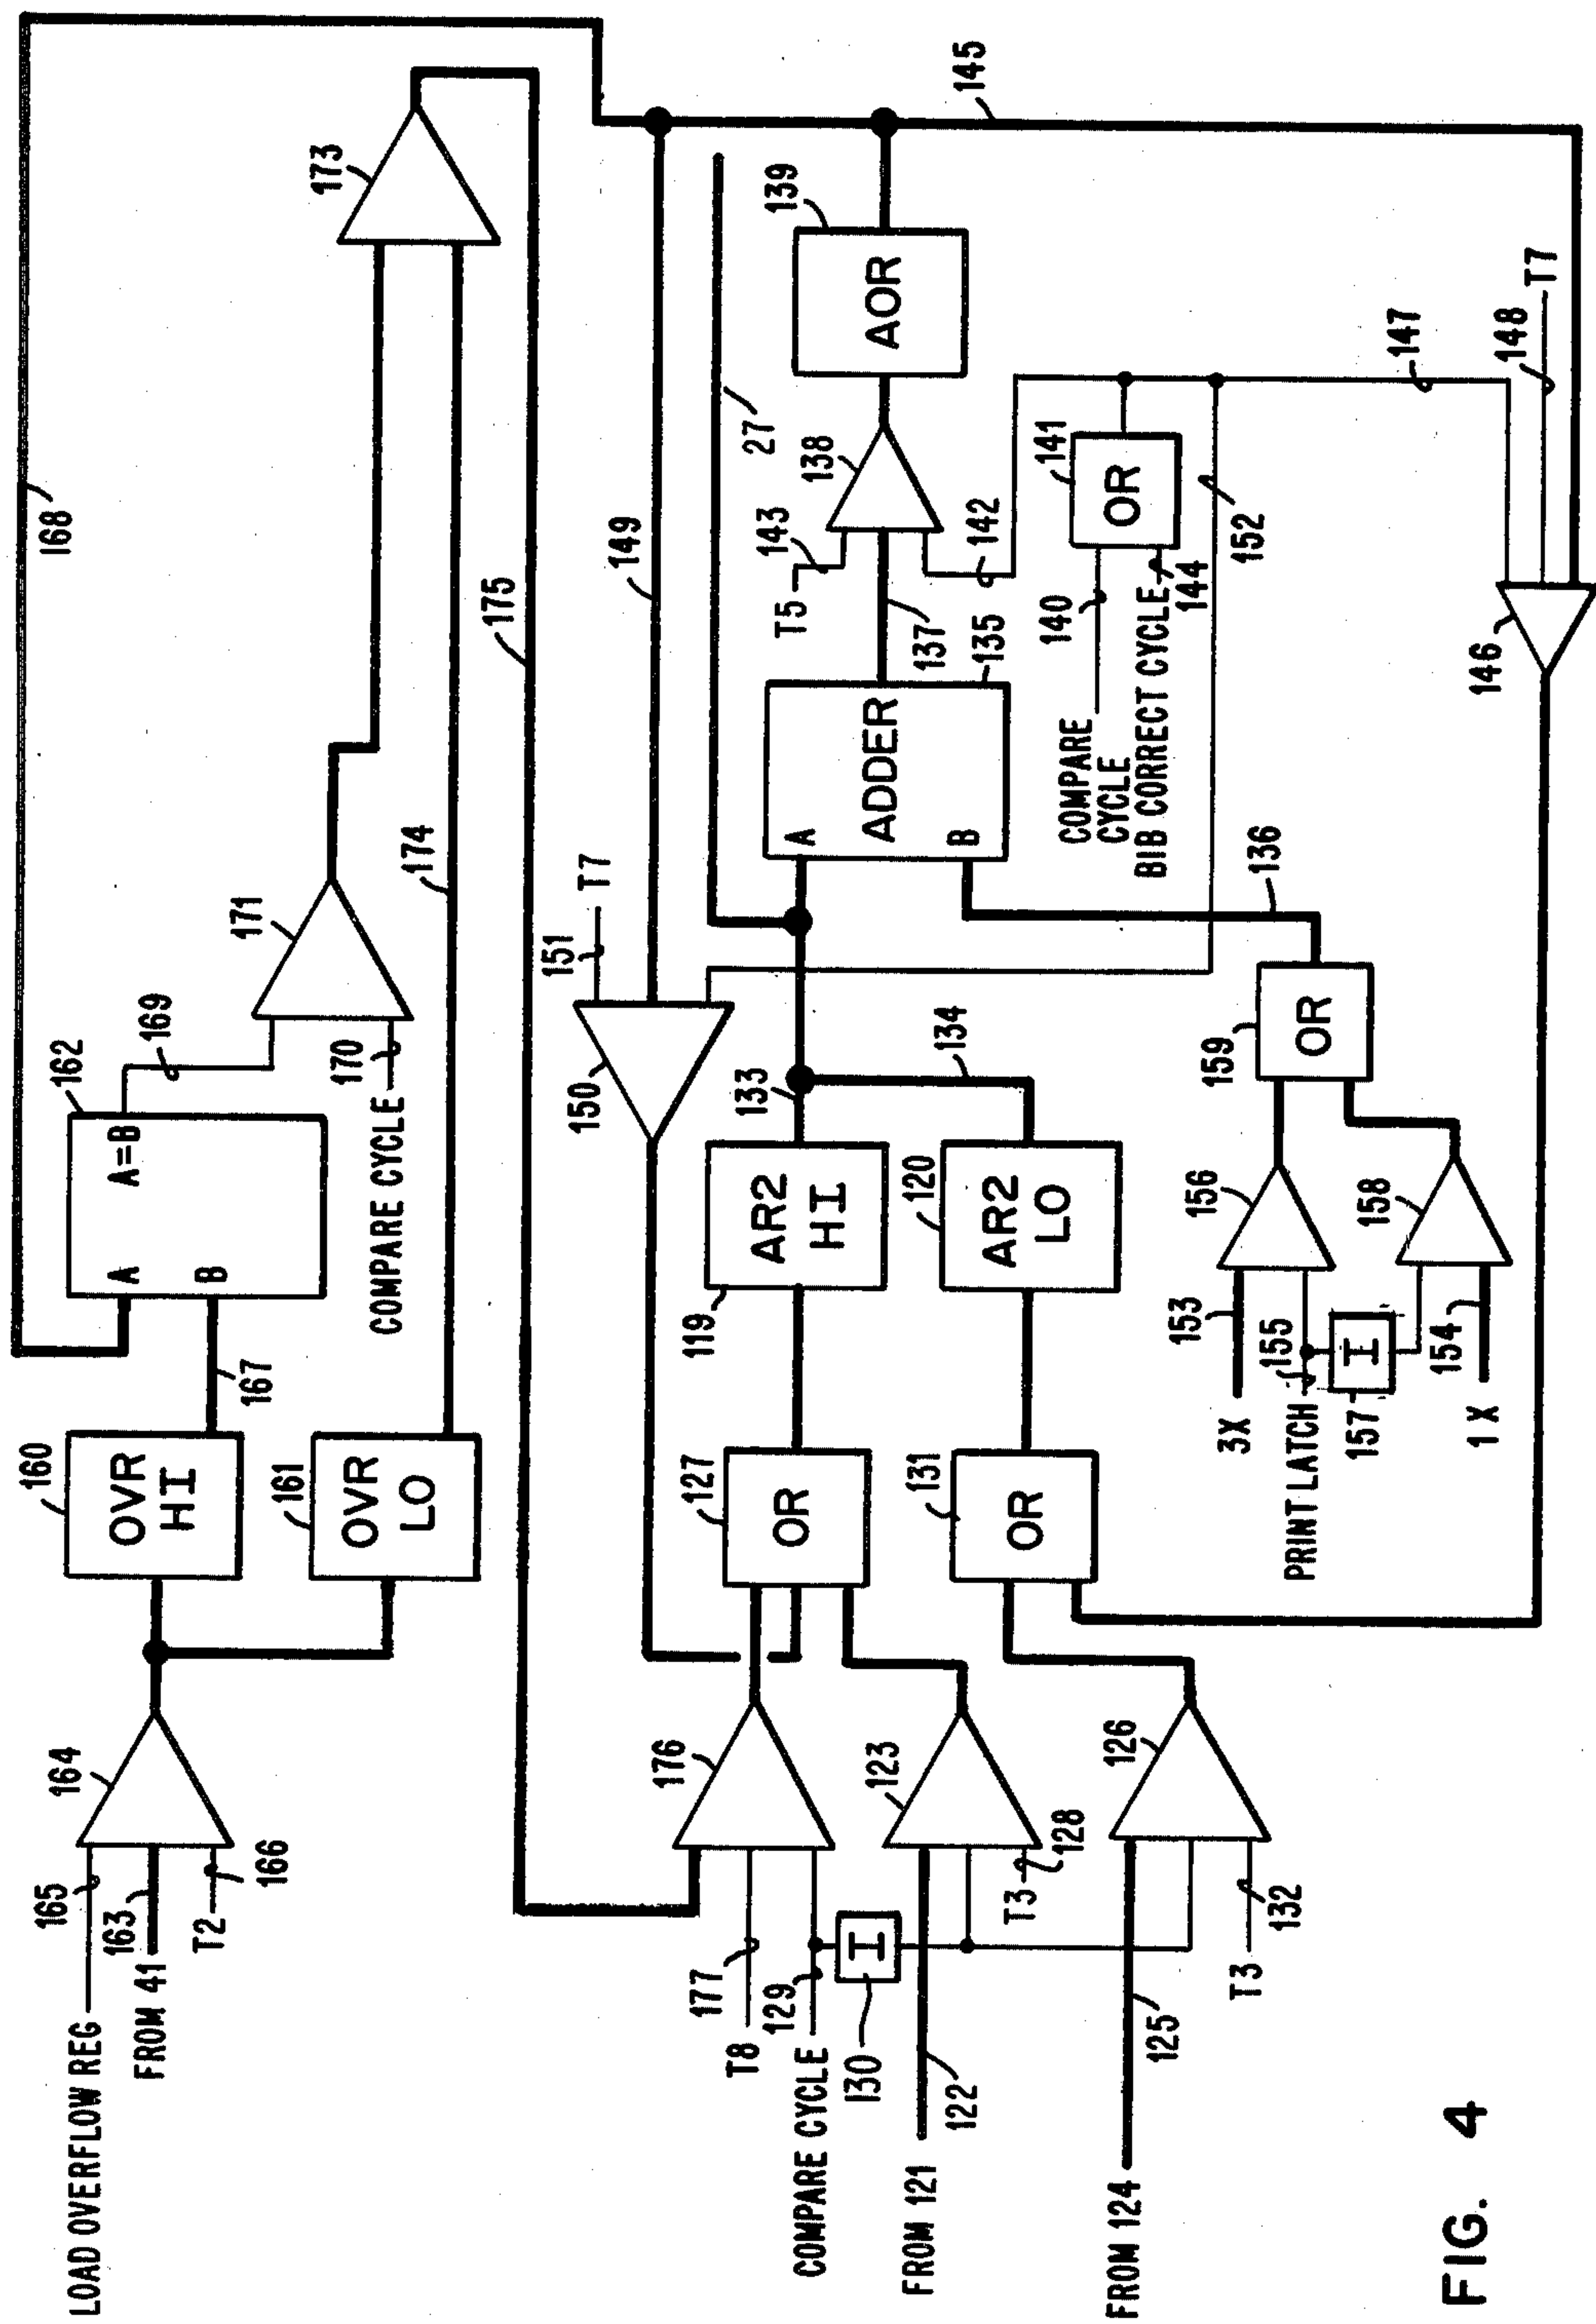 LOAD OVERFLOW REG
165
FROM 41
163
T2
166
164
160
OVR
HI
161
OVR
LO
167
168
162
A
B
A=B
169
170
COMPARE CYCLE
171
174
173
175
176
T8
177
COMPARE CYCLE
129
130
FROM 121
122
123
T3
128
FROM 124
125
126
T3
132
127
OR
131
OR
119
AR2
HI
120
AR2
LO
133
134
150
151
T7
149
27
A
B
ADDER
135
137
T5
143
138
142
139
AOR
145
COMPARE
CYCLE
140
BIB CORRECT CYCLE
144
141
OR
152
147
148
T7
146
136
159
OR
3X
153
156
PRINT LATCH
155
157
I
I
1X
154
158
FIG. 4